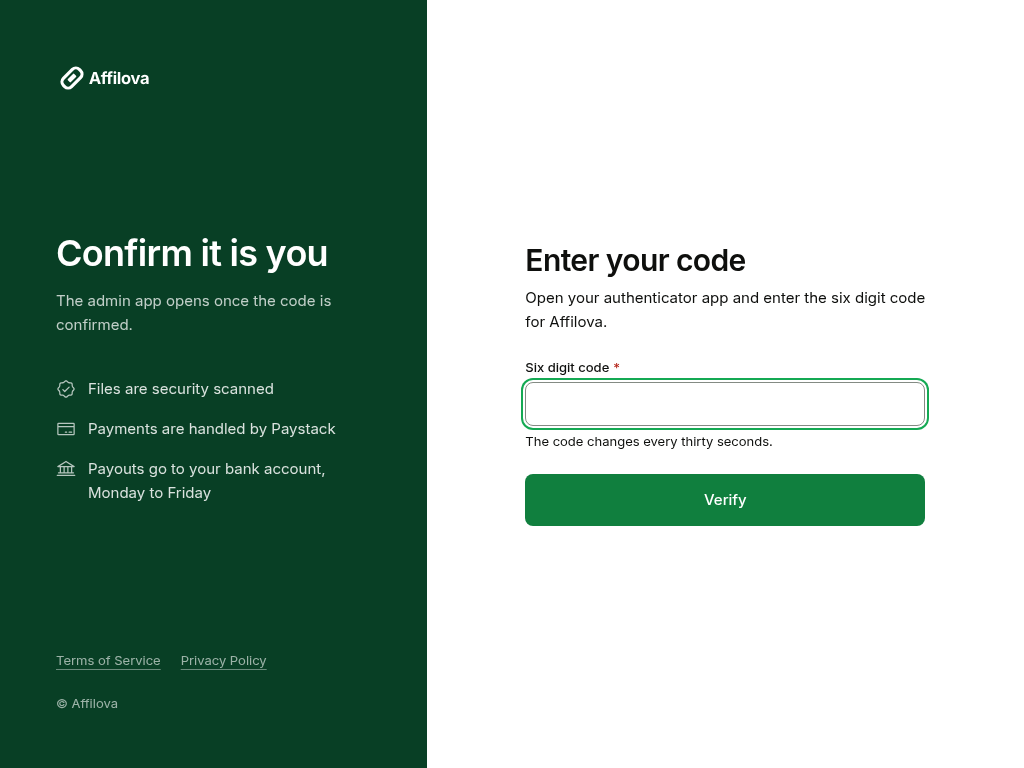 Affilova
Confirm it is you
The admin app opens once the code is
confirmed.
Files are security scanned
Payments are handled by Paystack
Payouts go to your bank account,
Monday to Friday
Terms of Service Privacy Policy
© Affilova
Enter your code
Open your authenticator app and enter the six digit code
for Affilova.
Six digit code *
The code changes every thirty seconds.
Verify